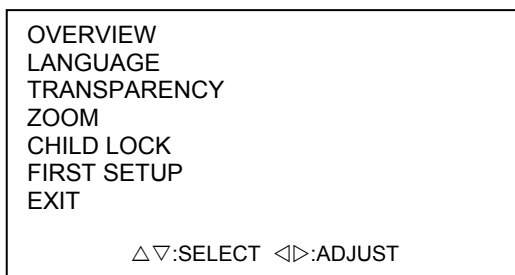 OVERVIEW
LANGUAGE
TRANSPARENCY
ZOOM
CHILD LOCK
FIRST SETUP
EXIT
△▽:SELECT ◁▷:ADJUST